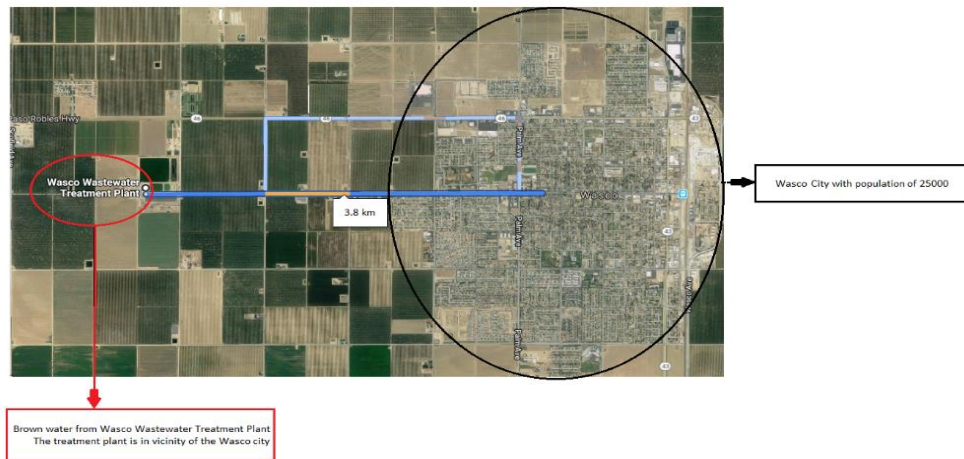 Paso Robles Hwy
46
46
46
43
Palm Ave
Wasco Wastewater
Treatment Plant
3.8 km
Wasco
Palm Ave
43
Palm Ave
43
Wasco City with population of 25000
Brown water from Wasco Wastewater Treatment Plant
The treatment plant is in vicinity of the Wasco city